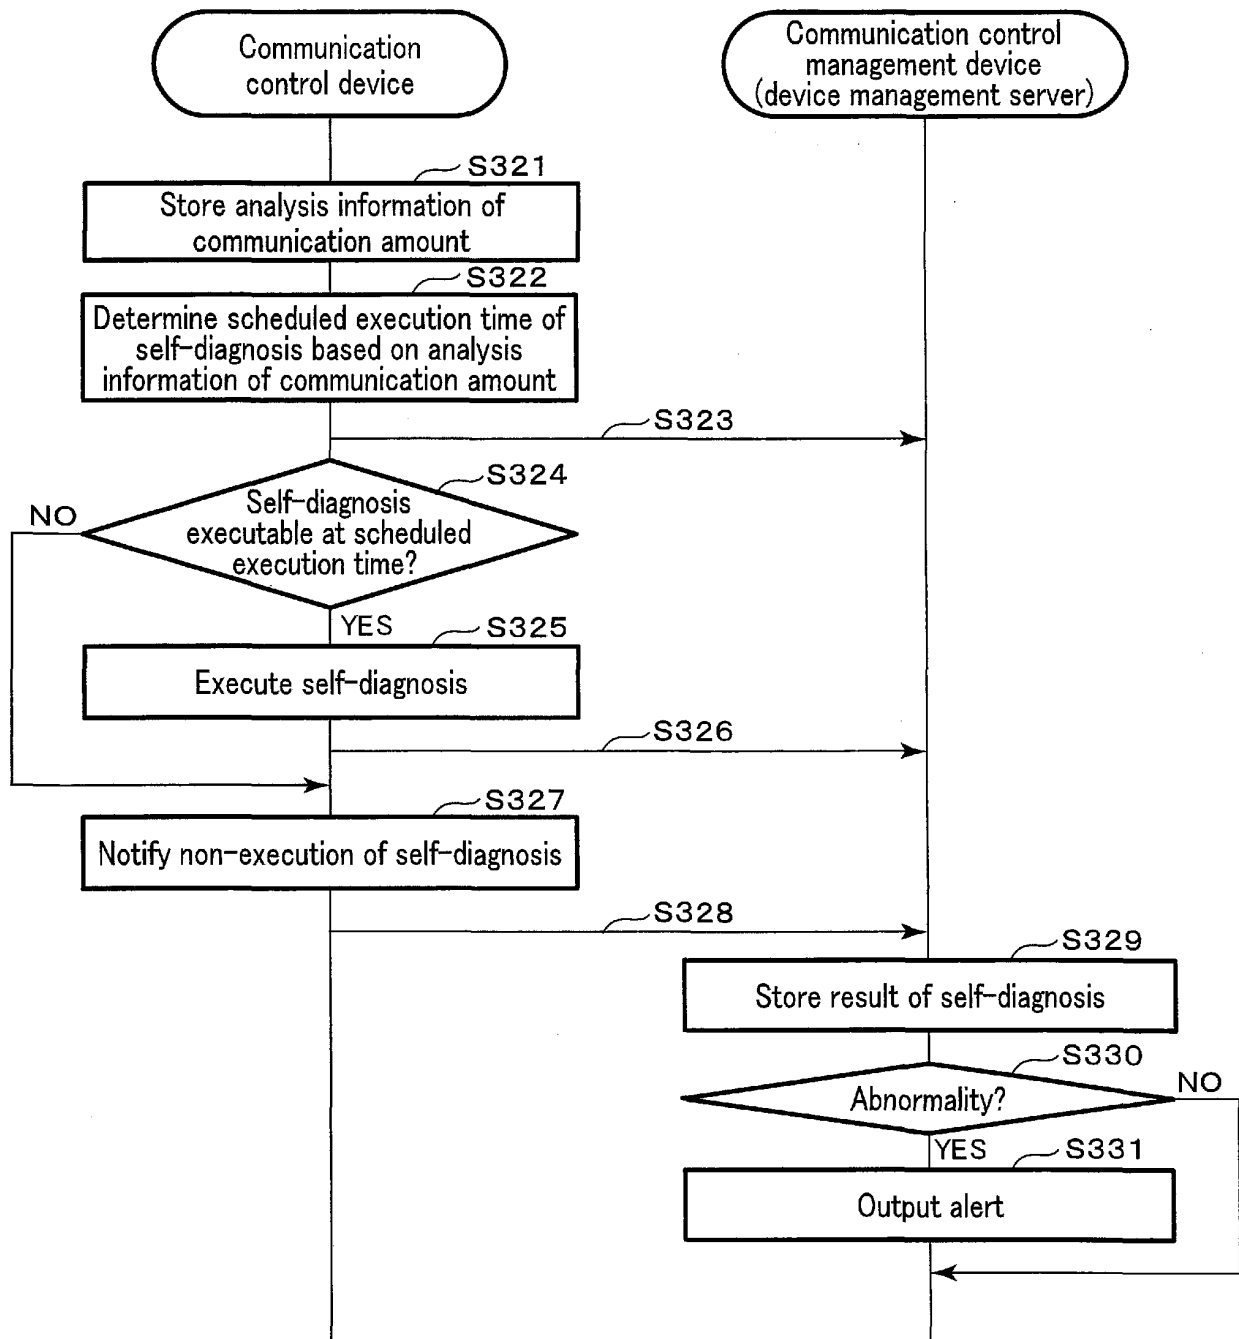 Communication
control device
Communication control
management device
(device management server)
S321
Store analysis information of
communication amount
S322
Determine scheduled execution time of
self-diagnosis based on analysis
information of communication amount
S323
S324
NO
Self-diagnosis
executable at scheduled
execution time?
YES
S325
Execute self-diagnosis
S326
S327
Notify non-execution of self-diagnosis
S328
S329
Store result of self-diagnosis
S330
NO
Abnormality?
YES
S331
Output alert